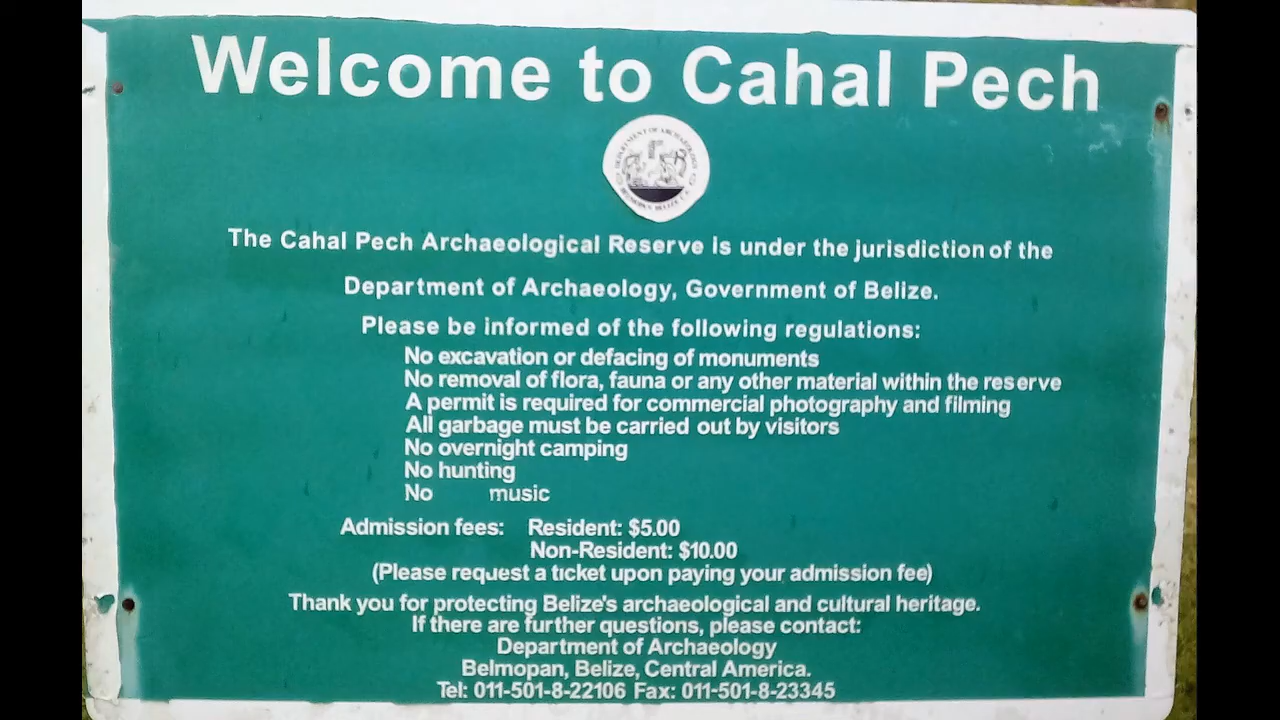 Welcome to Cahal Pech
DEPARTMENT OF ARCHAEOLOGY
The Cahal Pech Archaeological Reserve is under the jurisdiction of the
Department of Archaeology, Government of Belize.
Please be informed of the following regulations:
No excavation or defacing of monuments
No removal of flora, fauna or any other material within the reserve
A permit is required for commercial photography and filming
All garbage must be carried out by visitors
No overnight camping
No hunting
No music
Admission fees: Resident: $5.00
Non-Resident: $10.00
(Please request a ticket upon paying your admission fee)
Thank you for protecting Belize's archaeological and cultural heritage.
If there are further questions, please contact:
Department of Archaeology
Belmopan, Belize, Central America.
Tel: 011-501-8-22106 Fax: 011-501-8-23345